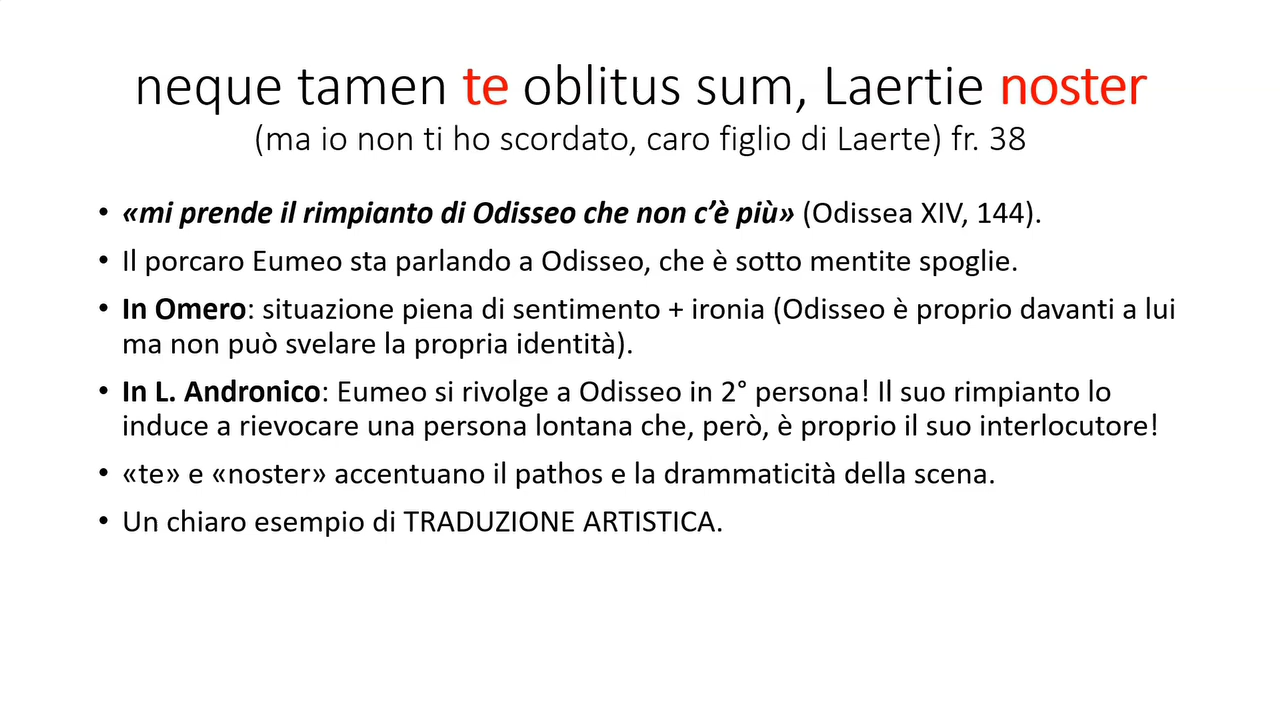 neque tamen te oblitus sum, Laertie noster
(ma io non ti ho scordato, caro figlio di Laerte) fr. 38
• «mi prende il rimpianto di Odisseo che non c’è più» (Odissea XIV, 144).
• Il porcaro Eumeo sta parlando a Odisseo, che è sotto mentite spoglie.
• In Omero: situazione piena di sentimento + ironia (Odisseo è proprio davanti a lui
ma non può svelare la propria identità).
• In L. Andronico: Eumeo si rivolge a Odisseo in 2° persona! Il suo rimpianto lo
induce a rievocare una persona lontana che, però, è proprio il suo interlocutore!
• «te» e «noster» accentuano il pathos e la drammaticità della scena.
• Un chiaro esempio di TRADUZIONE ARTISTICA.